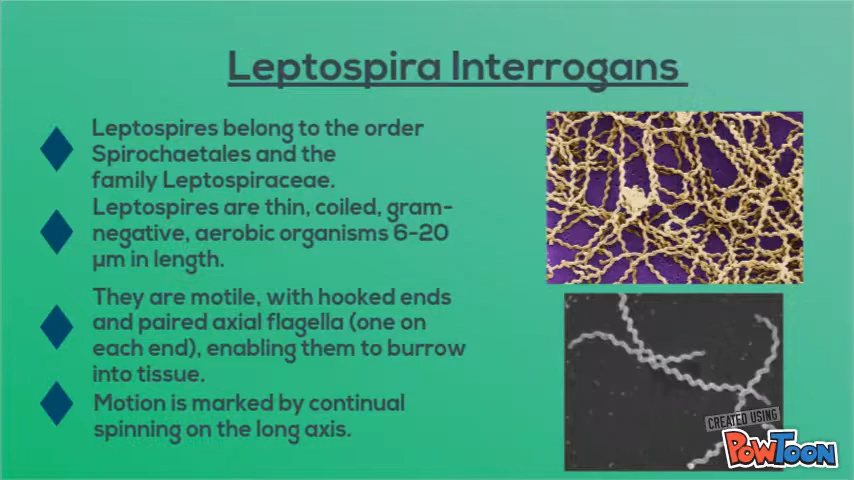 Leptospira Interrogans
Leptospires belong to the order
Spirochaetales and the
family Leptospiraceae.
Leptospires are thin, coiled, gram-
negative, aerobic organisms 6-20
µm in length.
They are motile, with hooked ends
and paired axial flagella (one on
each end), enabling them to burrow
into tissue.
Motion is marked by continual
spinning on the long axis.
CREATED USING
POWTOON